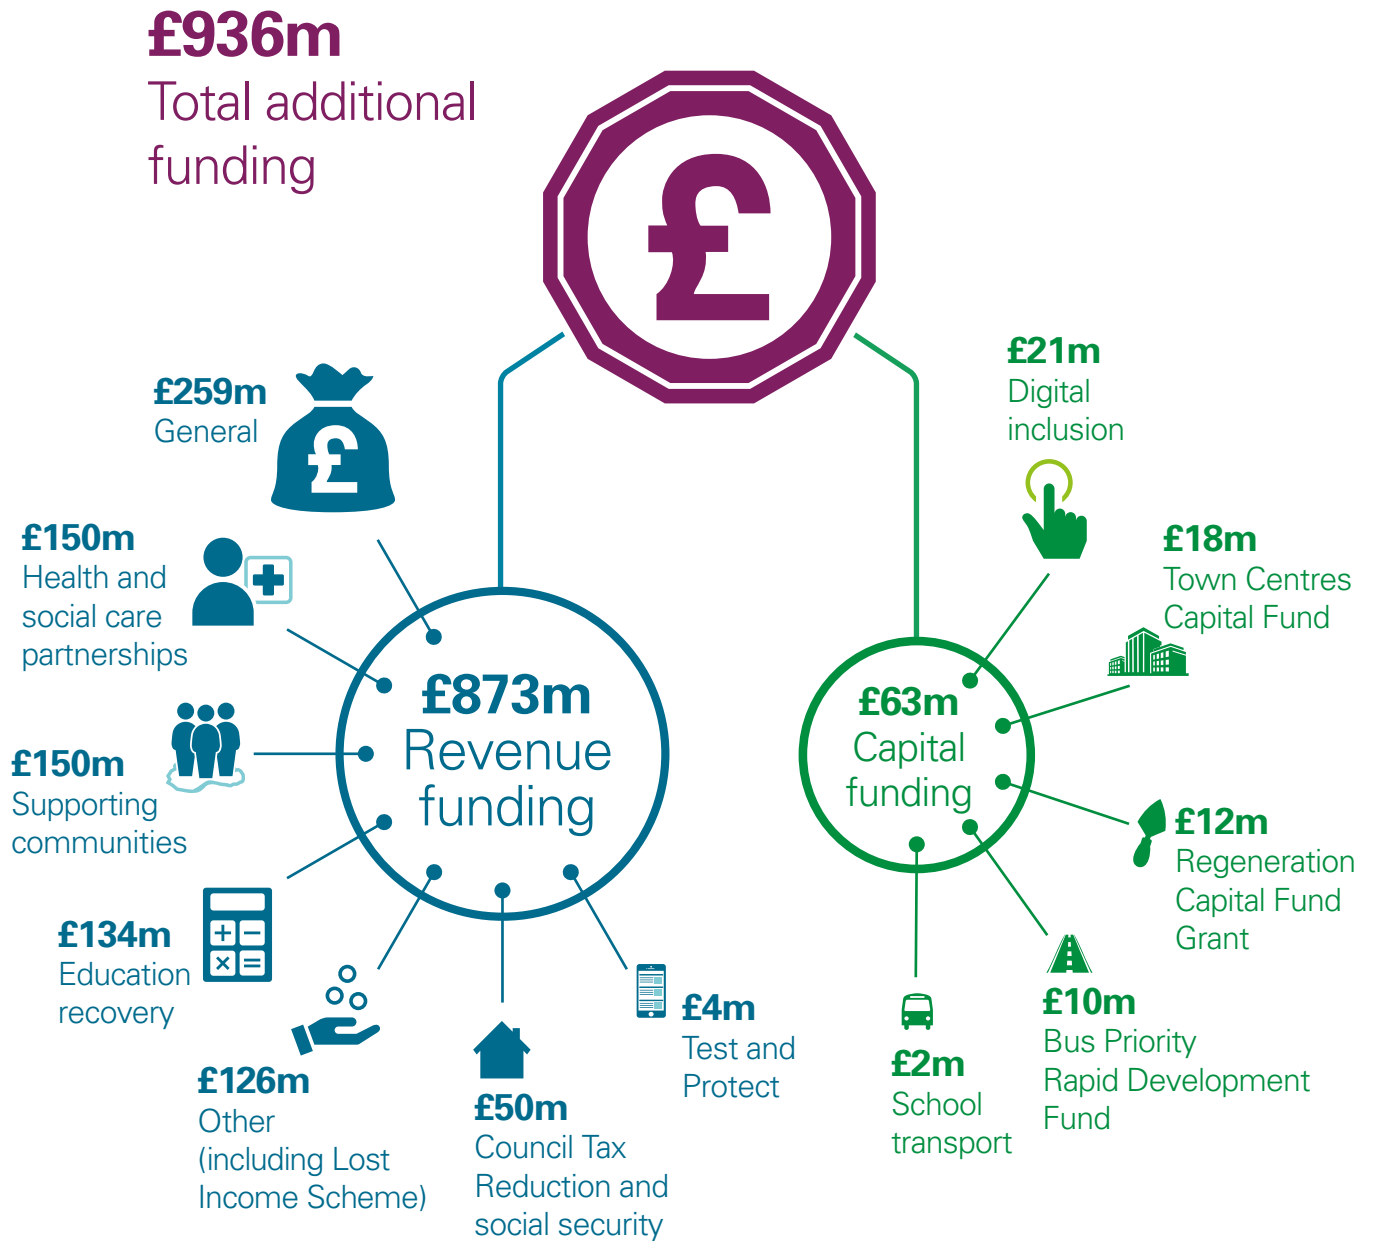 £936m
Total additional
funding
£
£259m
General
£
£150m
Health and
social care
partnerships
£150m
Supporting
communities
£134m
Education
recovery
£126m
Other
(including Lost
Income Scheme)
£50m
Council Tax
Reduction and
social security
£4m
Test and
Protect
£873m
Revenue
funding
£63m
Capital
funding
£21m
Digital
inclusion
£18m
Town Centres
Capital Fund
£12m
Regeneration
Capital Fund
Grant
£10m
Bus Priority
Rapid Development
Fund
£2m
School
transport